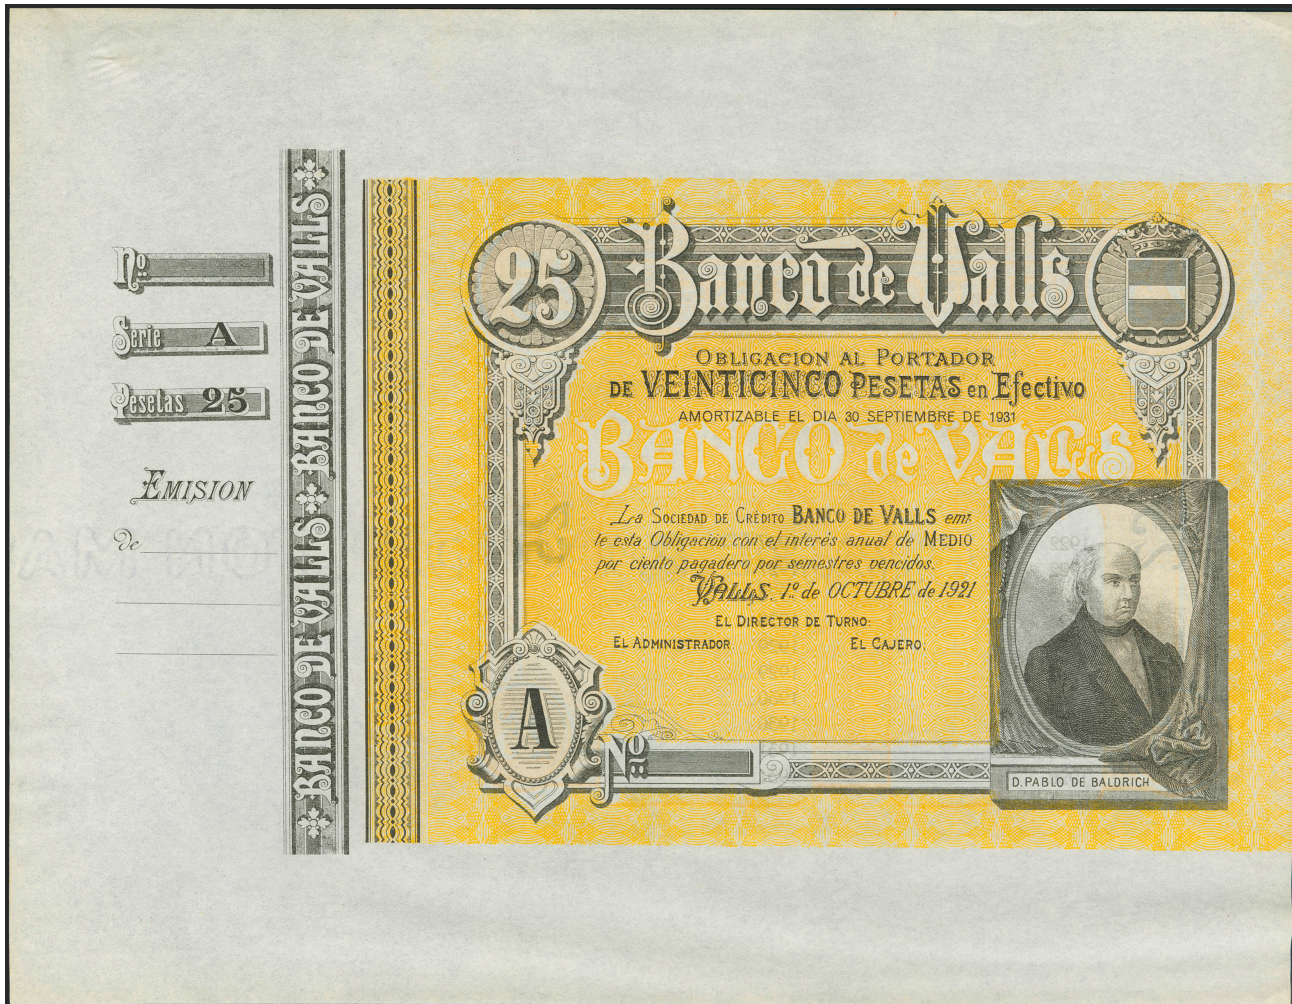 Nº
Serie A
Pesetas 25
EMISION
de
BANCO DE VALLS BANCO DE VALLS
25 Banco de Valls
OBLIGACION AL PORTADOR
DE VEINTICINCO PESETAS en Efectivo
AMORTIZABLE EL DIA 30 SEPTIEMBRE DE 1931
BANCO de VALLS
La SOCIEDAD DE CRÉDITO BANCO DE VALLS emi
te esta Obligación con el interés anual de MEDIO
por ciento pagadero por semestres vencidos.
VALLS, 1º de OCTUBRE de 1921
EL DIRECTOR DE TURNO:
EL ADMINISTRADOR EL CAJERO;
A
Nº
D. PABLO DE BALDRICH